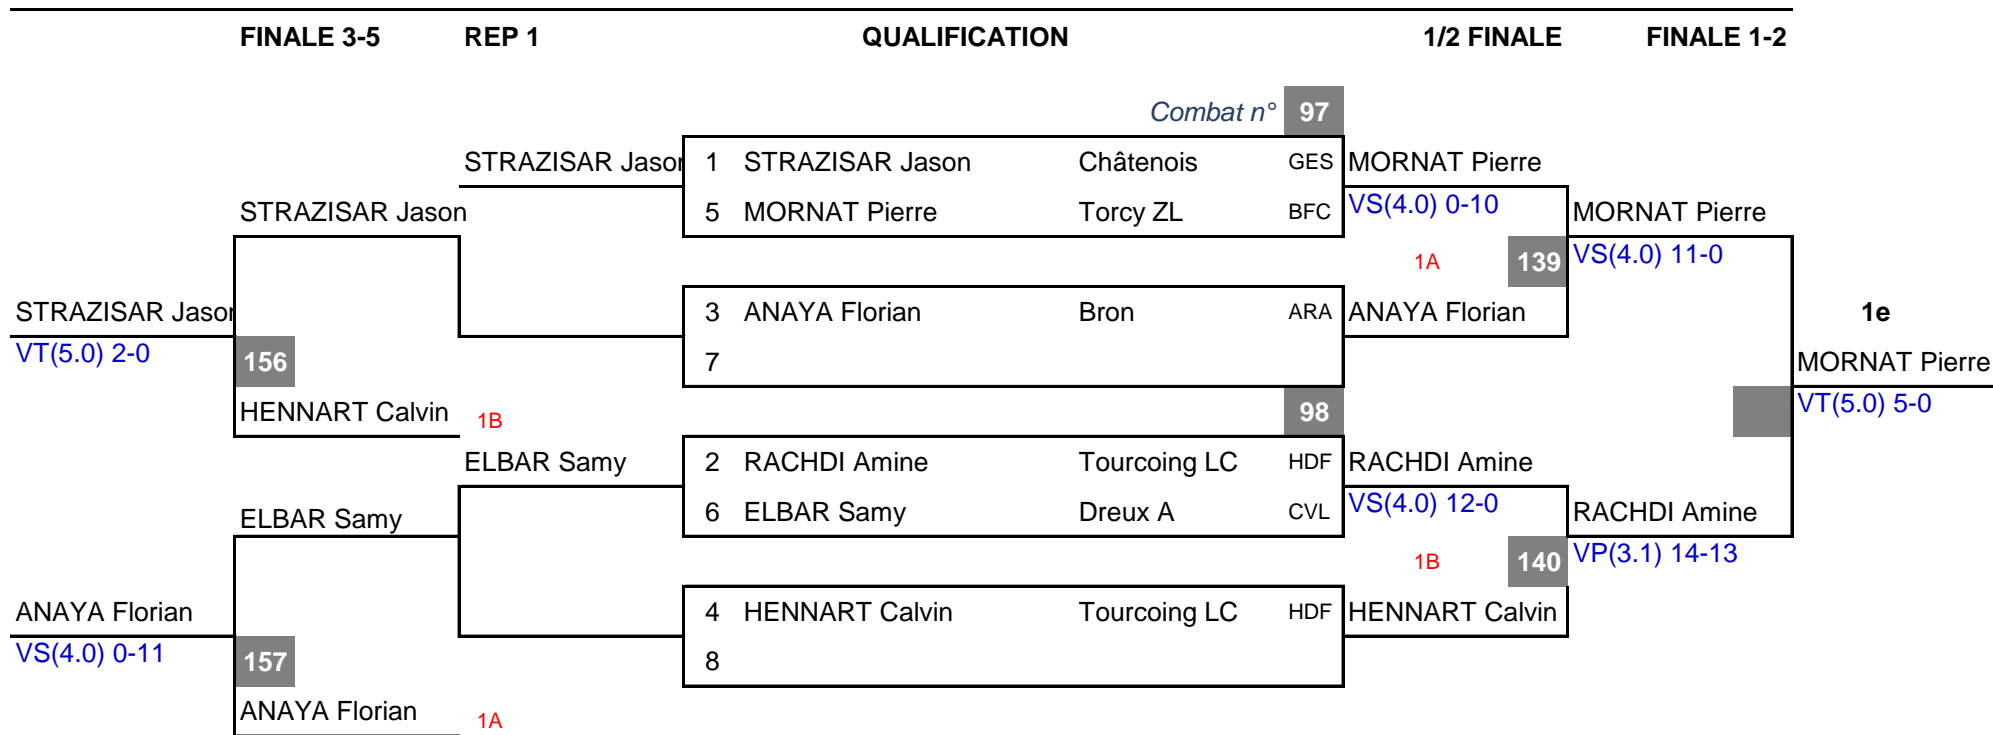 FINALE 3-5 REP 1 QUALIFICATION 1/2 FINALE FINALE 1-2
Combat n° 97
STRAZISAR Jason 1 STRAZISAR Jason Châtenois GES MORNAT Pierre
STRAZISAR Jason 5 MORNAT Pierre Torcy ZL BFC VS(4.0) 0-10 MORNAT Pierre
1A 139 VS(4.0) 11-0
STRAZISAR Jason 3 ANAYA Florian Bron ARA ANAYA Florian 1e
VT(5.0) 2-0 156 7 MORNAT Pierre
HENNART Calvin 1B 98 VT(5.0) 5-0
ELBAR Samy 2 RACHDI Amine Tourcoing LC HDF RACHDI Amine
ELBAR Samy 6 ELBAR Samy Dreux A CVL VS(4.0) 12-0 RACHDI Amine
1B 140 VP(3.1) 14-13
ANAYA Florian 4 HENNART Calvin Tourcoing LC HDF HENNART Calvin
VS(4.0) 0-11 157 8
ANAYA Florian 1A